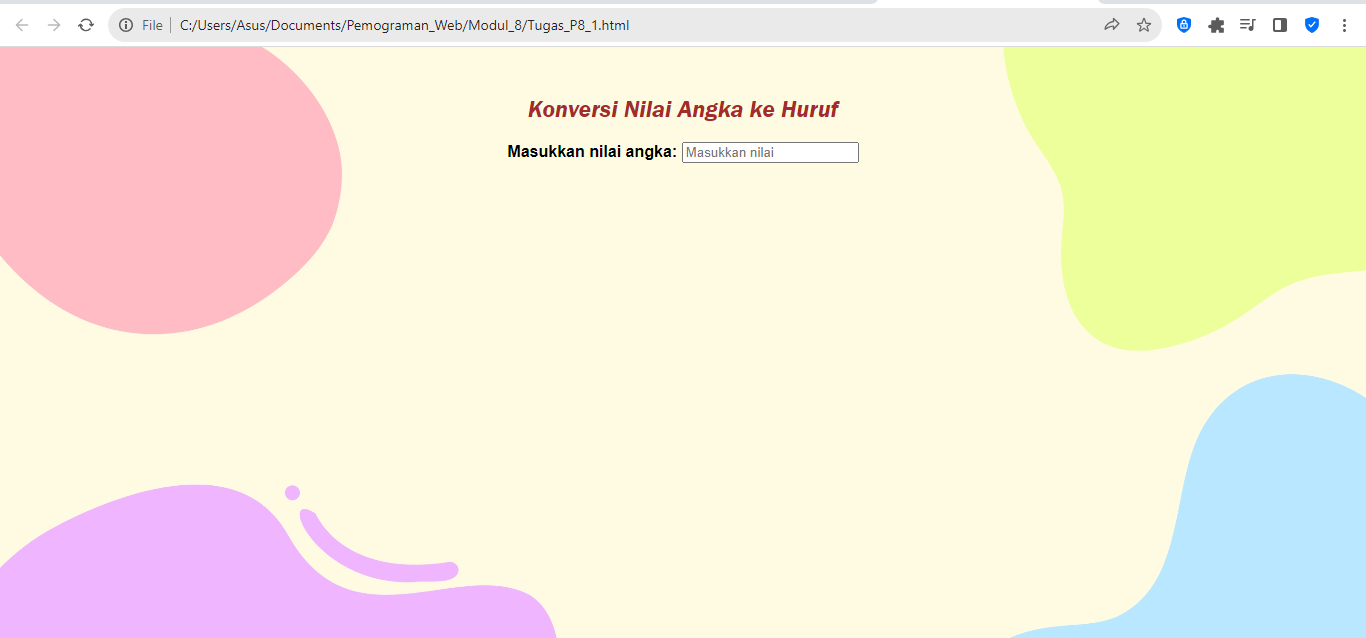 File C:/Users/Asus/Documents/Pemograman_Web/Modul_8/Tugas_P8_1.html
Konversi Nilai Angka ke Huruf
Masukkan nilai angka: Masukkan nilai